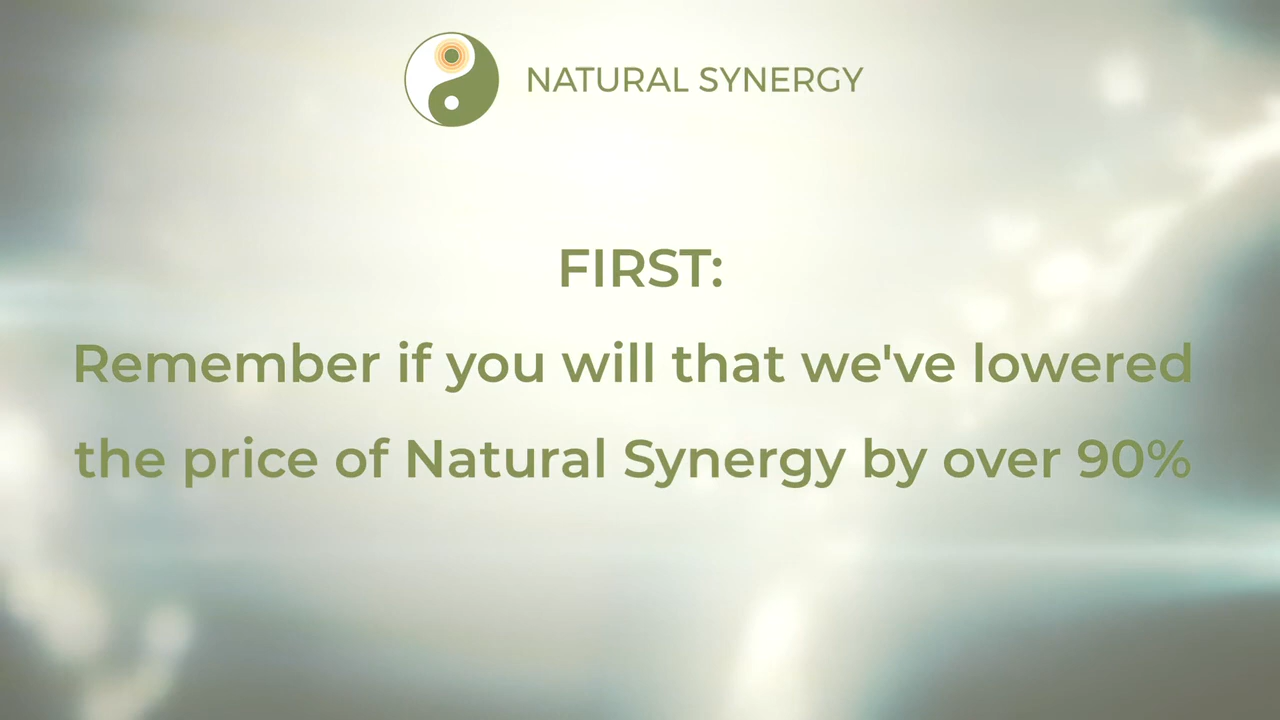 NATURAL SYNERGY
FIRST:
Remember if you will that we've lowered
the price of Natural Synergy by over 90%